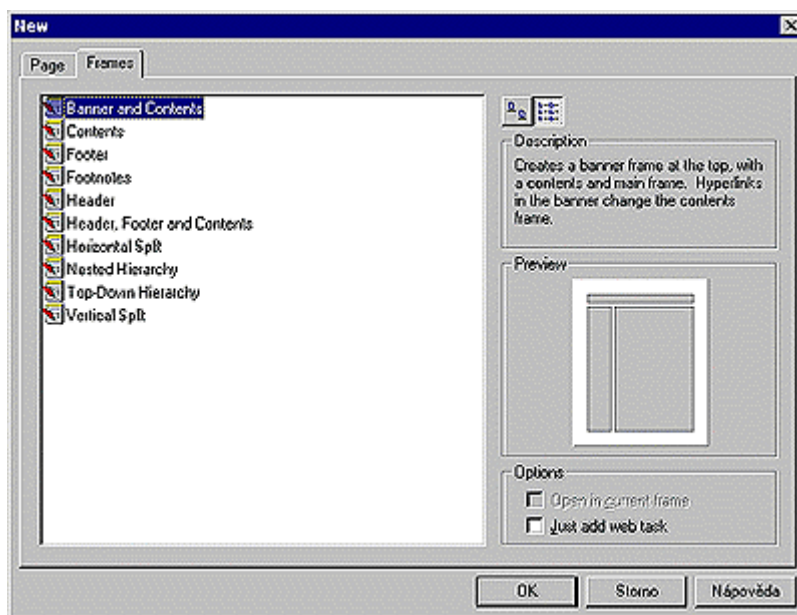 New
Page
Frames
Banner and Contents
Contents
Footer
Footnotes
Header
Header, Footer and Contents
Horizontal Split
Nested Hierarchy
Top-Down Hierarchy
Vertical Split
Description
Creates a banner frame at the top, with
a contents and main frame. Hyperlinks
in the banner change the contents
frame.
Preview
Options
Open in current frame
Just add web task
OK
Storno
Nápověda